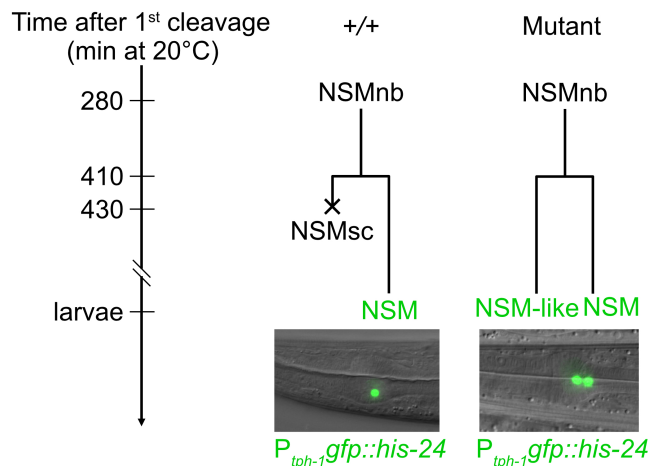 Time after 1st cleavage
(min at 20°C)
+/+
Mutant
280
NSMnb
NSMnb
410
430
NSMsc
larvae
NSM
NSM-like NSM
Ptph-1gfp::his-24
Ptph-1gfp::his-24